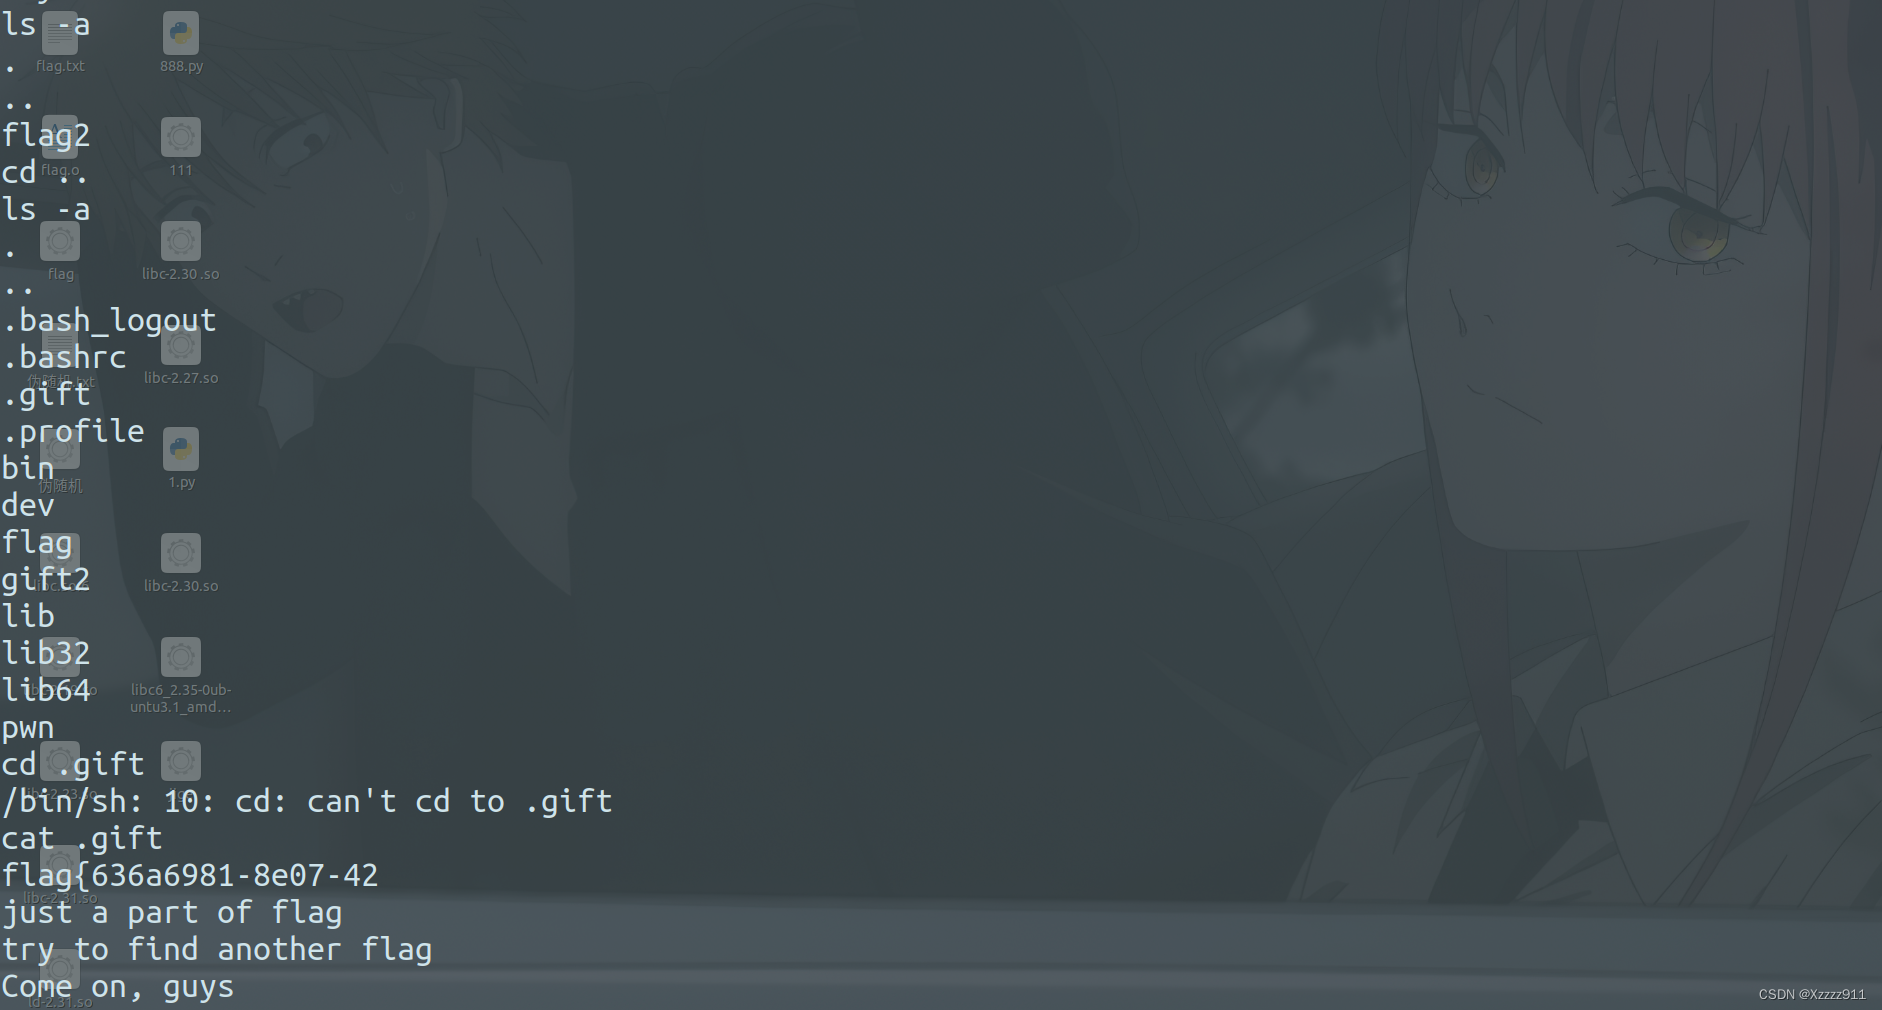 ls -a
.
..
flag2
cd ..
ls -a
.
..
.bash_logout
.bashrc
.gift
.profile
bin
dev
flag
gift2
lib
lib32
lib64
pwn
cd .gift
/bin/sh: 10: cd: can't cd to .gift
cat .gift
flag{636a6981-8e07-42
just a part of flag
try to find another flag
Come on, guys
flag.txt
888.py
flag.o
111
flag
libc-2.30 .so
伪随机.txt
libc-2.27.so
伪随机
1.py
libc-2.30.so
libc6_2.35-0ub-
untu3.1_amd...
libc-2.31.so
ld-2.31.so
CSDN @Xzzzz911